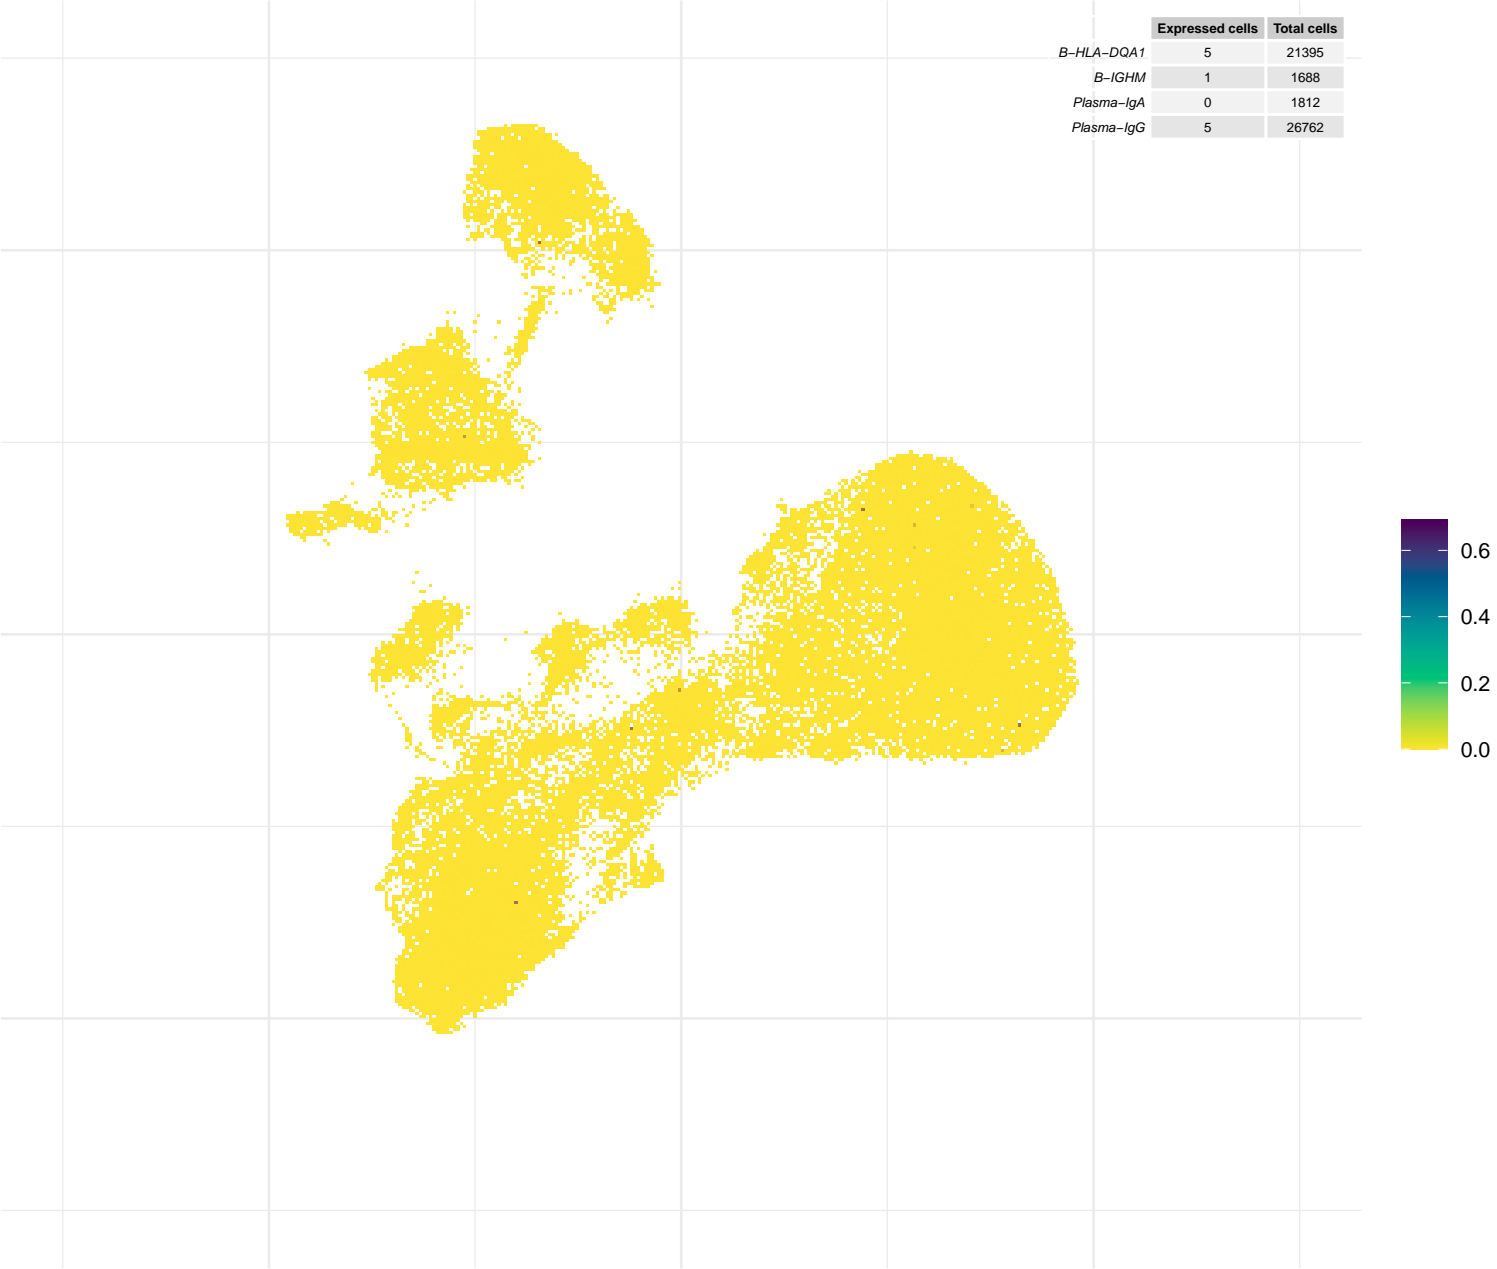 Expressed cells Total cells
B−HLA−DQA1 5 21395
B−IGHM 1 1688
Plasma−IgA 0 1812
Plasma−IgG 5 26762
0.6
0.4
0.2
0.0